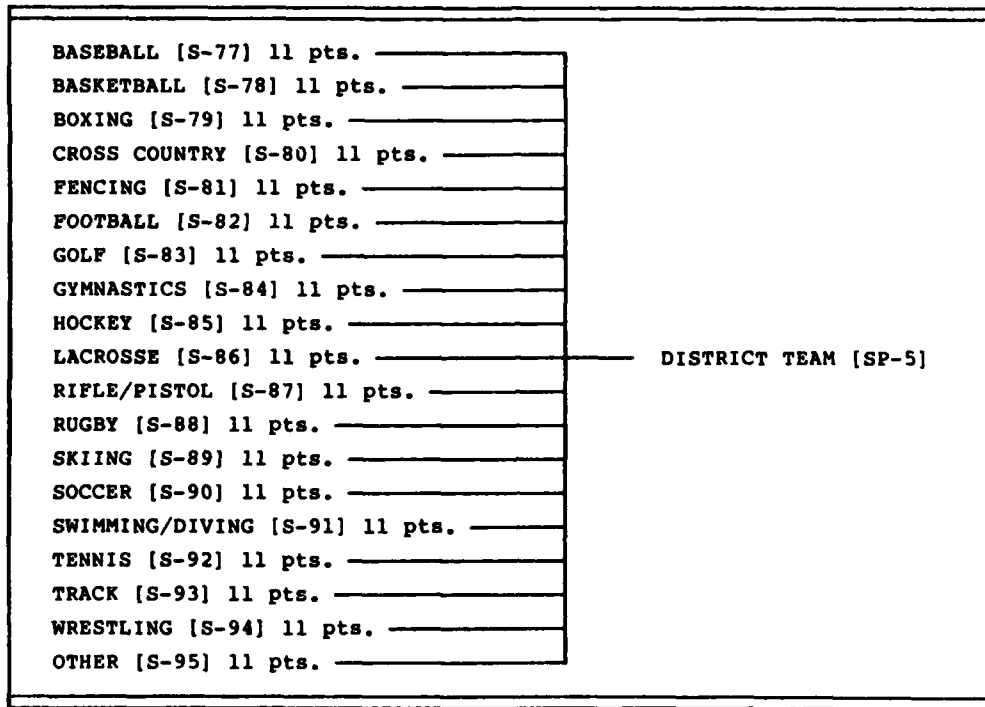 BASEBALL [S-77] 11 pts.
BASKETBALL [S-78] 11 pts.
BOXING [S-79] 11 pts.
CROSS COUNTRY [S-80] 11 pts.
FENCING [S-81] 11 pts.
FOOTBALL [S-82] 11 pts.
GOLF [S-83] 11 pts.
GYMNASTICS [S-84] 11 pts.
HOCKEY [S-85] 11 pts.
LACROSSE [S-86] 11 pts. DISTRICT TEAM [SP-5]
RIFLE/PISTOL [S-87] 11 pts.
RUGBY [S-88] 11 pts.
SKIING [S-89] 11 pts.
SOCCER [S-90] 11 pts.
SWIMMING/DIVING [S-91] 11 pts.
TENNIS [S-92] 11 pts.
TRACK [S-93] 11 pts.
WRESTLING [S-94] 11 pts.
OTHER [S-95] 11 pts.